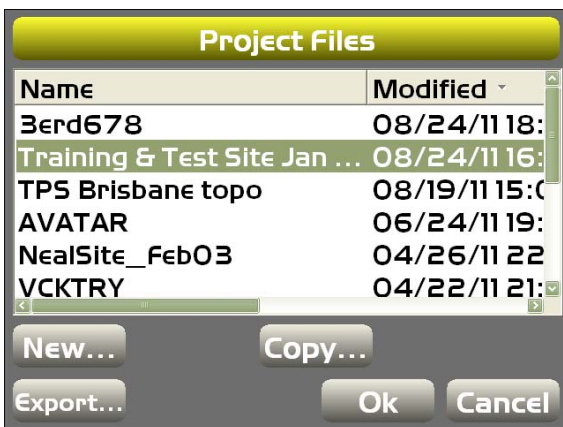 Project Files
Name Modified
3erd678 08/24/11 18:
Training & Test Site Jan ... 08/24/11 16:
TPS Brisbane topo 08/19/11 15:0
AVATAR 06/24/11 19:
NealSite_Feb03 04/26/11 22
VCKTRY 04/22/11 21:
New... Copy...
Export... Ok Cancel